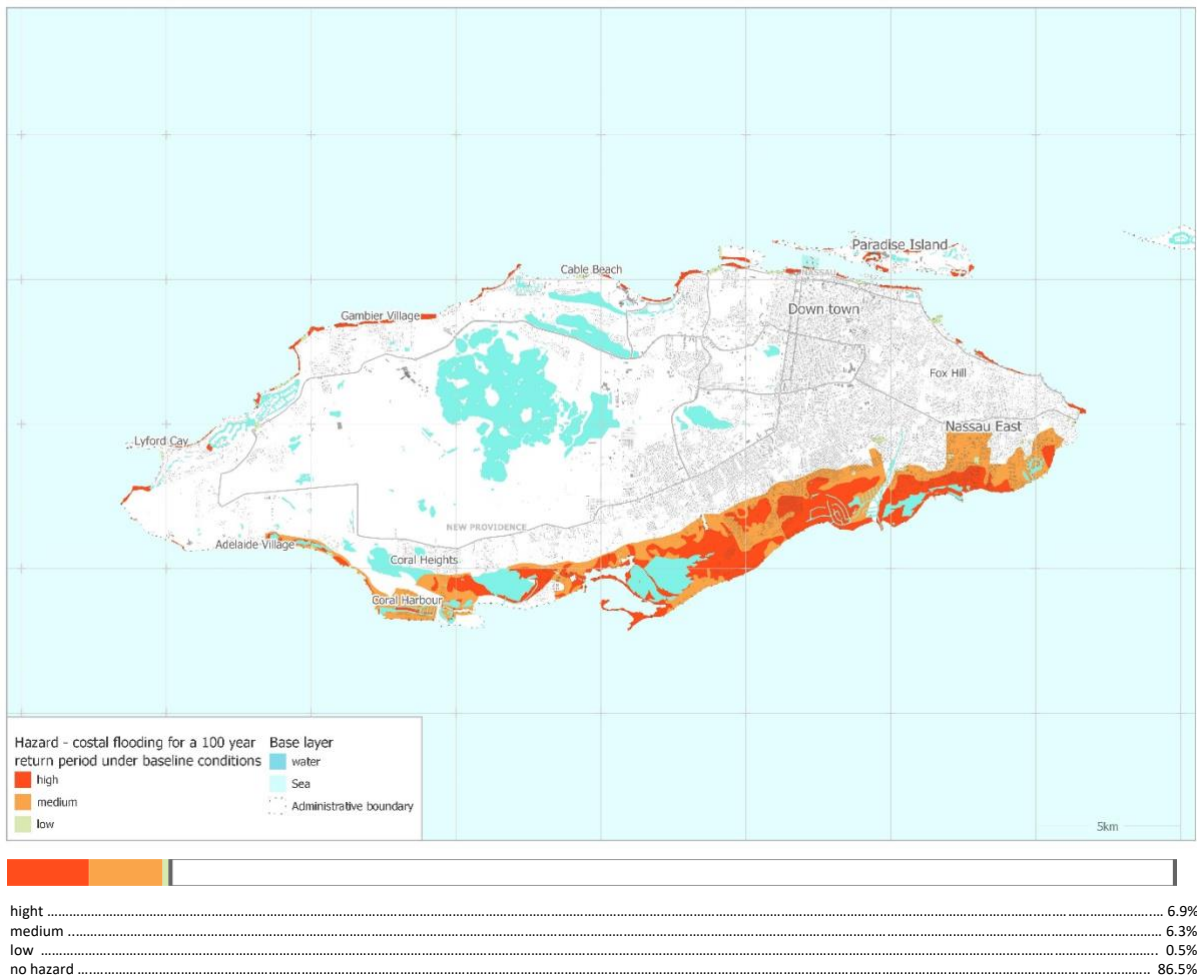 Paradise Island
Cable Beach
NASSAU
Gambier Village
Down town
Fox Hill
Nassau East
Lyford Cay
NEW PROVIDENCE
Adelaide Village
Coral Heights
Coral Harbour
Hazard - costal flooding for a 100 year
return period under baseline conditions
high
medium
low
Base layer
water
Sea
Administrative boundary
5km
hight ........ 6.9%
medium ........ 6.3%
low ........ 0.5%
no hazard ........ 86.5%